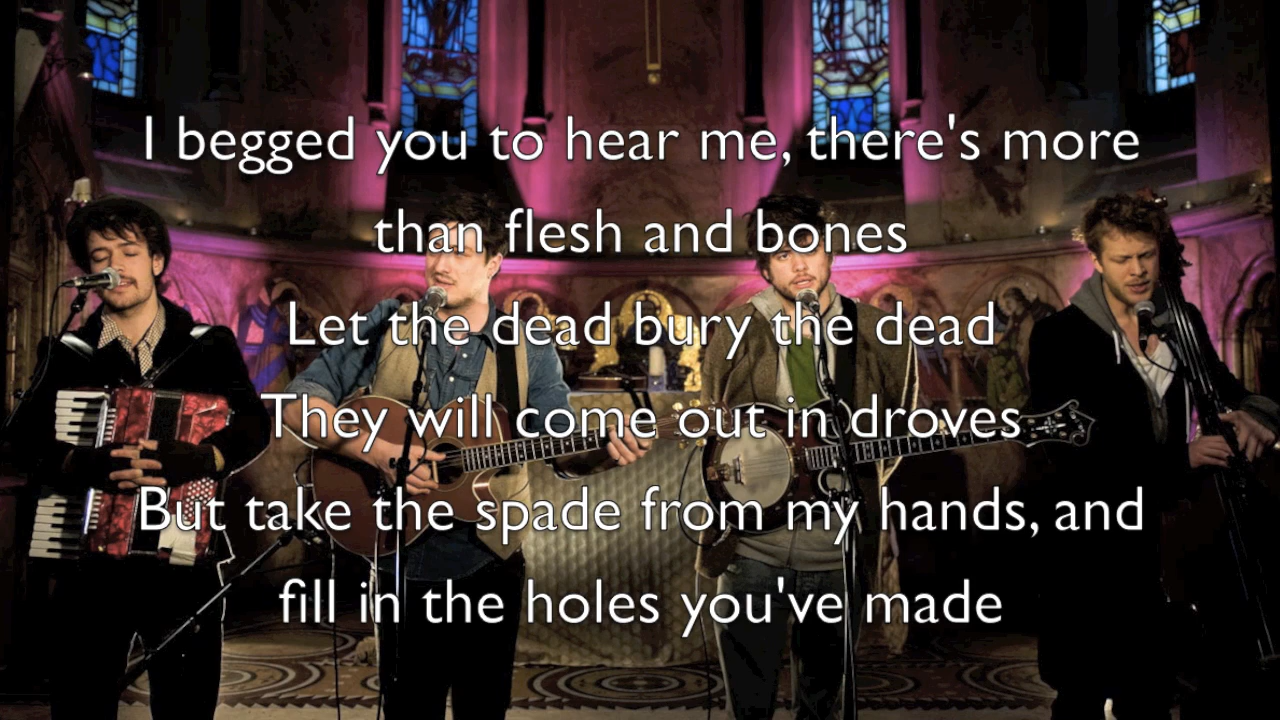 I begged you to hear me, there's more
than flesh and bones
Let the dead bury the dead
They will come out in droves
But take the spade from my hands, and
fill in the holes you've made